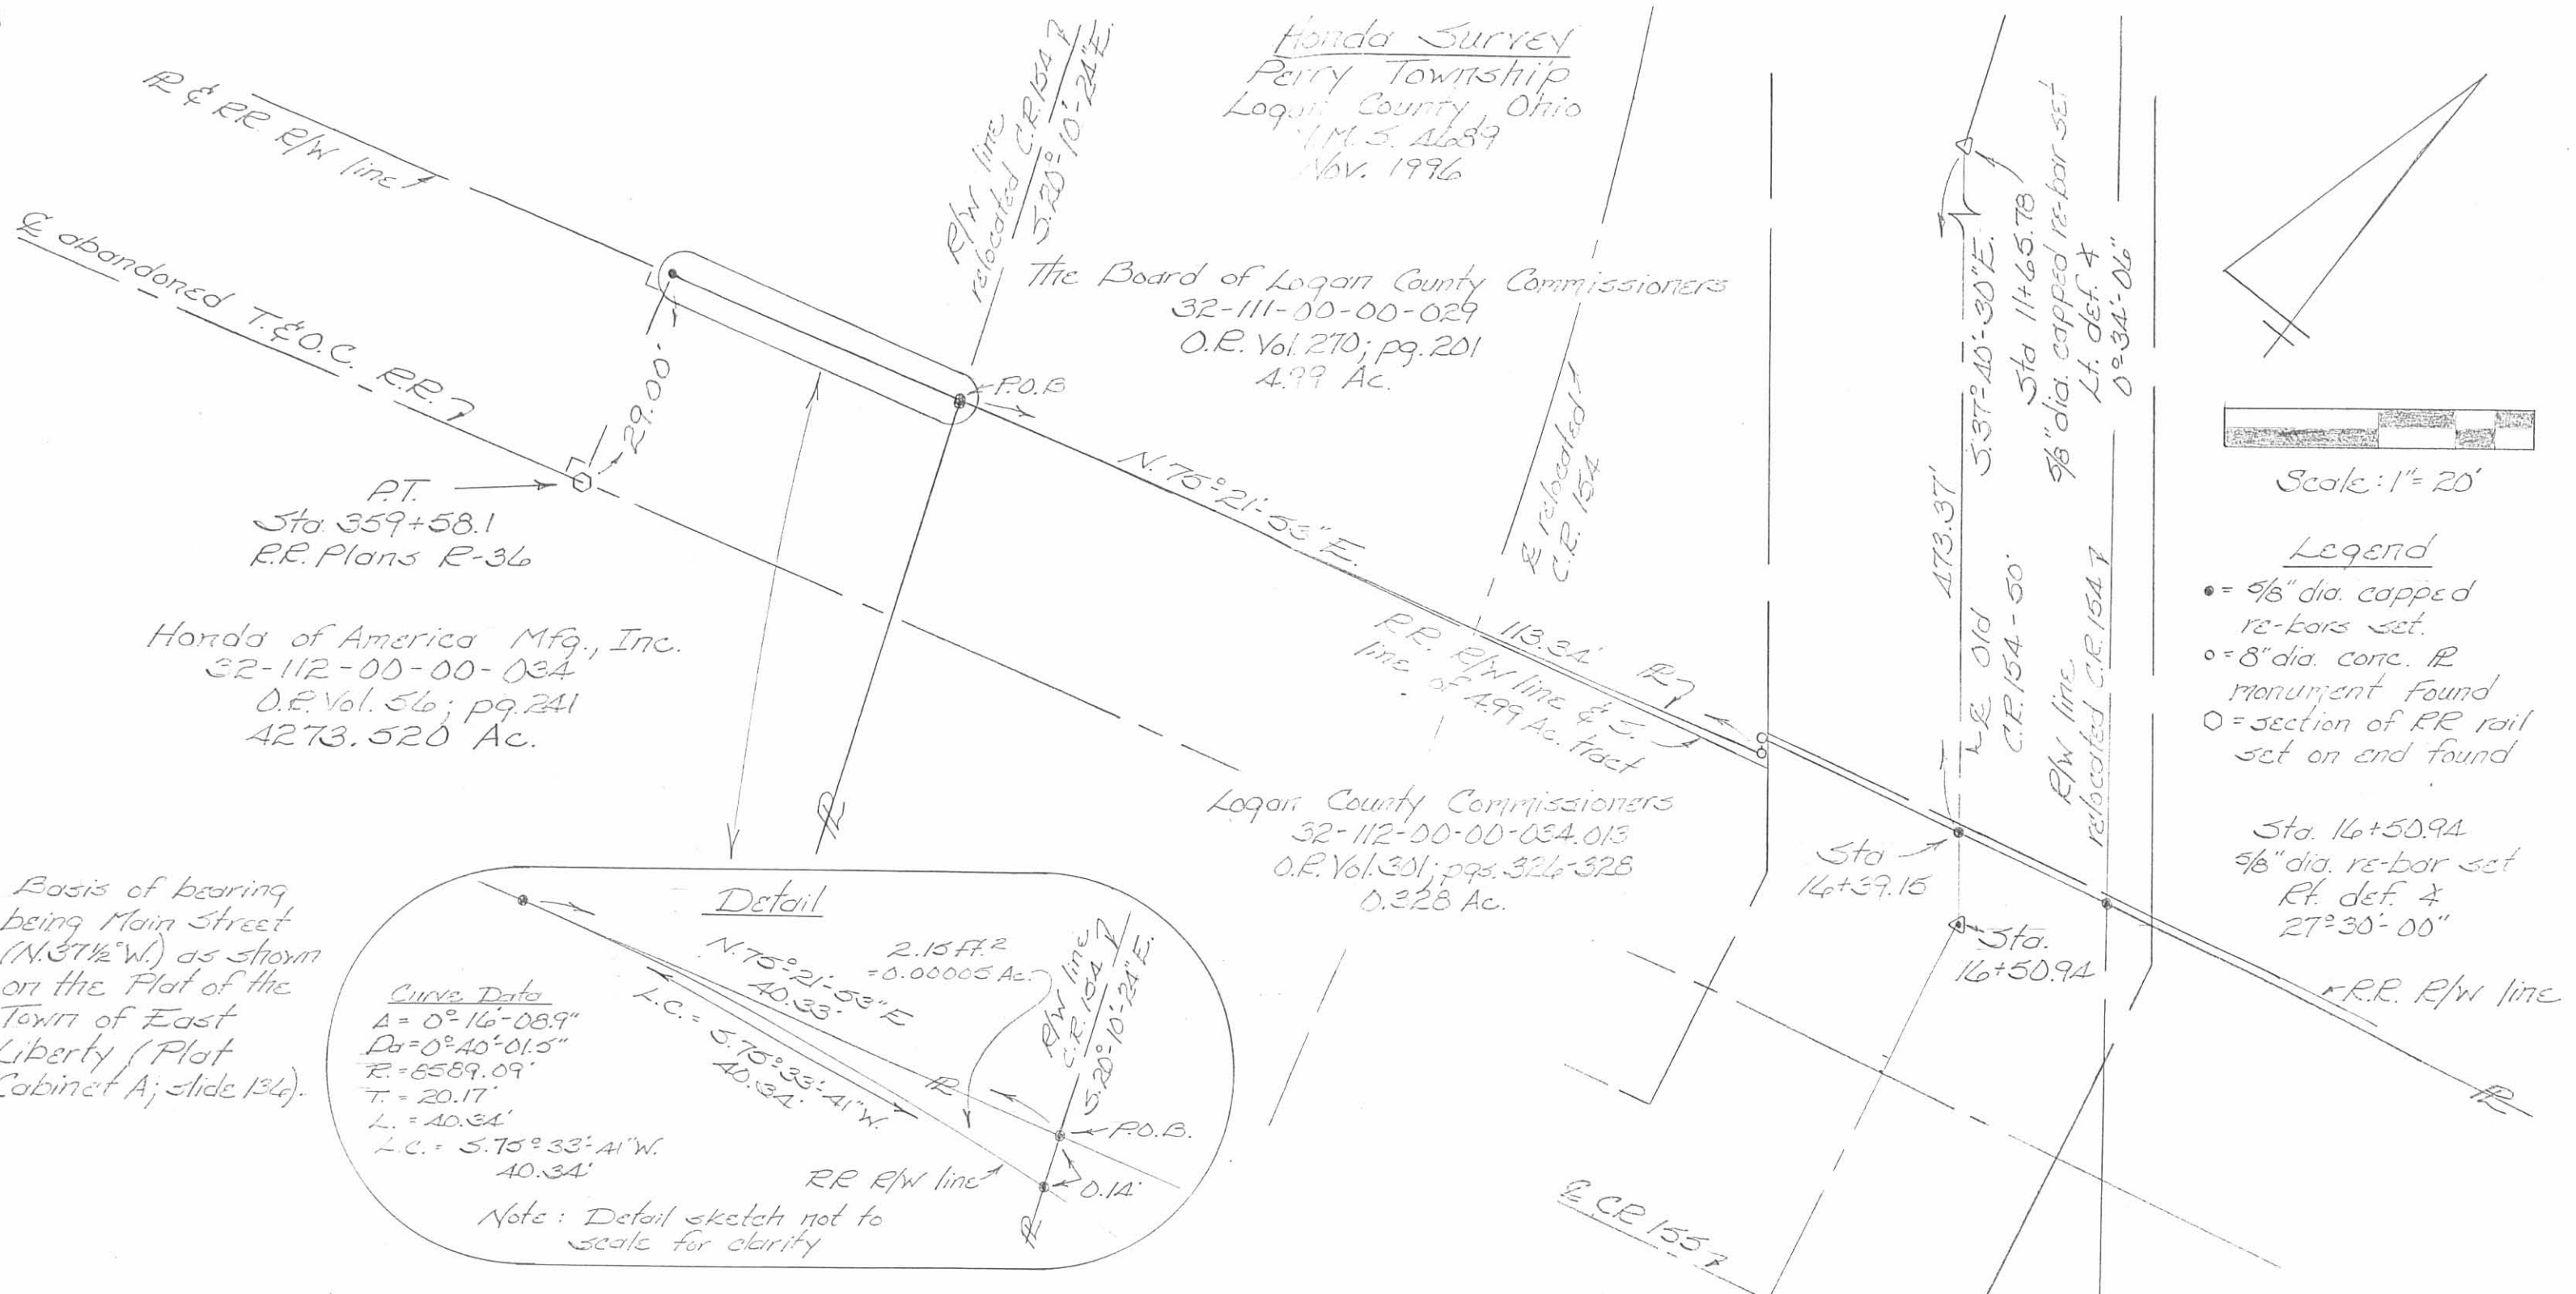 Honda Survey
Perry Township
Logan County, Ohio
V.M.S. 4689
Nov. 1996
℄ & RR. R/W line
℄ abandoned T.&O.C. R.R.
29.00'
P.T.
Sta. 359+58.1
R.R. Plans R-36
Honda of America Mfg., Inc.
32-112-00-00-034
O.R. Vol. 56; pg. 241
4273.520 Ac.
R/W line
relocated C.R. 154
S.20°-10'-24"E.
P.O.B
The Board of Logan County Commissioners
32-111-00-00-029
O.R. Vol. 270; pg. 201
4.99 Ac.
N.75°-21'-53"E.
℄ relocated
C.R. 154
113.34'
RR. R/W line & S.
line of 4.99 Ac. tract
Logan County Commissioners
32-112-00-00-034.013
O.R. Vol. 301; pgs. 326-328
0.328 Ac.
473.37'
S.37°-40'-30"E.
℄ Old
C.R. 154-50'
Sta 11+65.78
5/8" dia. capped re-bar set
Lt. def. ∡
0°-34'-06"
R/W line
relocated C.R. 154
Sta
16+39.15
Sta.
16+50.94
R.R. R/W line
℄ C.R. 155
Scale: 1"= 20'
Legend
• = 5/8" dia. capped
re-bars set.
o = 8" dia. conc. ℄
monument found
⬡ = section of RR rail
set on end found
Sta. 16+50.94
5/8" dia. re-bar set
Rt. def. ∡
27°-30'-00"
Basis of bearing
being Main Street
(N.37½°W.) as shown
on the Plat of the
Town of East
Liberty (Plat
Cabinet A; slide 136).
Detail
N.75°-21'-53"E
40.33'
2.15 ft.²
=0.00005 Ac.
L.C. = S.75°-33'-41"W.
40.34'
R/W line
C.R. 154
S.20°-10'-24"E.
P.O.B.
0.14'
RR R/W line
Curve Data
Δ = 0°-16'-08.9"
Da = 0°-40'-01.5"
R. = 8589.09'
T. = 20.17'
L. = 40.34'
L.C. = S.75°-33'-41"W.
40.34'
Note: Detail sketch not to
scale for clarity